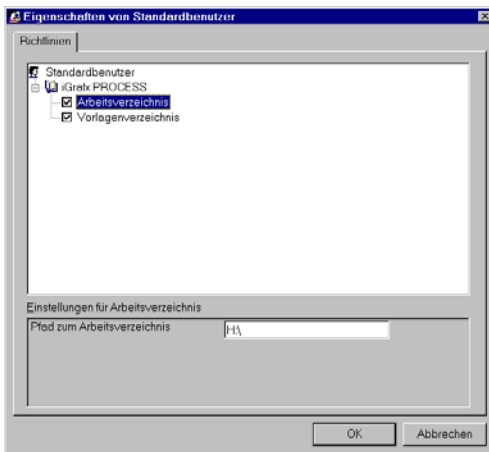 Eigenschaften von Standardbenutzer
Richtlinien
Standardbenutzer
iGrafx PROCESS
Arbeitsverzeichnis
Vorlagenverzeichnis
Einstellungen für Arbeitsverzeichnis
Pfad zum Arbeitsverzeichnis H:\
OK Abbrechen